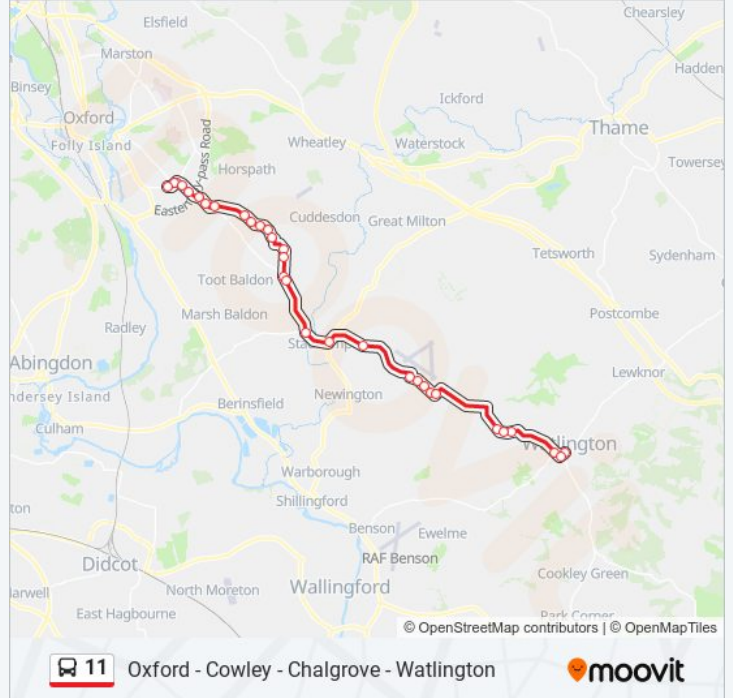 Chearsley
Elsfield
Marston
Hadden
Binsey
Ickford
Oxford
Thame
Folly Island
Wheatley
Waterstock
Towersey
Horspath
Eastern By-pass Road
Cuddesdon
Great Milton
Tetsworth
Sydenham
Toot Baldon
Marsh Baldon
Postcombe
Radley
Abingdon
Lewknor
ndersey Island
Newington
Berinsfield
Culham
Watlington
Warborough
Shillingford
ton
Benson
Ewelme
RAF Benson
Didcot
Cookley Green
arwell
North Moreton
Wallingford
East Hagbourne
Park Corner
© OpenStreetMap contributors | © OpenMapTiles
11 Oxford - Cowley - Chalgrove - Watlington
moovit